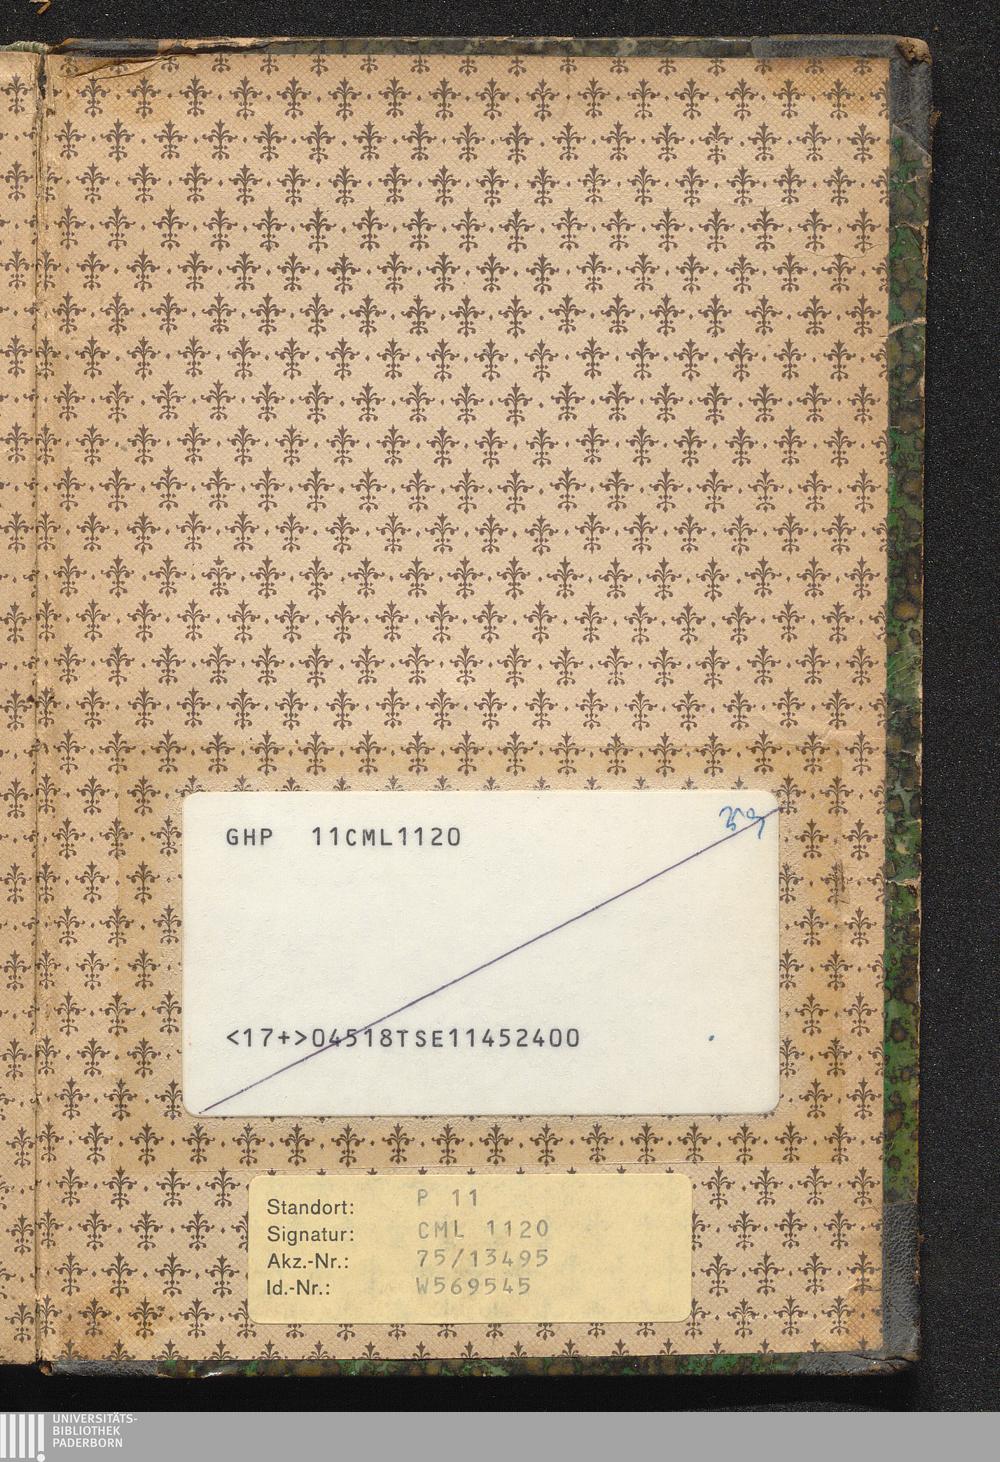 GHP 11CML1120
<17+>04518TSE11452400
Standort: P 11
Signatur: CML 1120
Akz.-Nr.: 75/13495
Id.-Nr.: W569545
UNIVERSITÄTS-
BIBLIOTHEK
PADERBORN